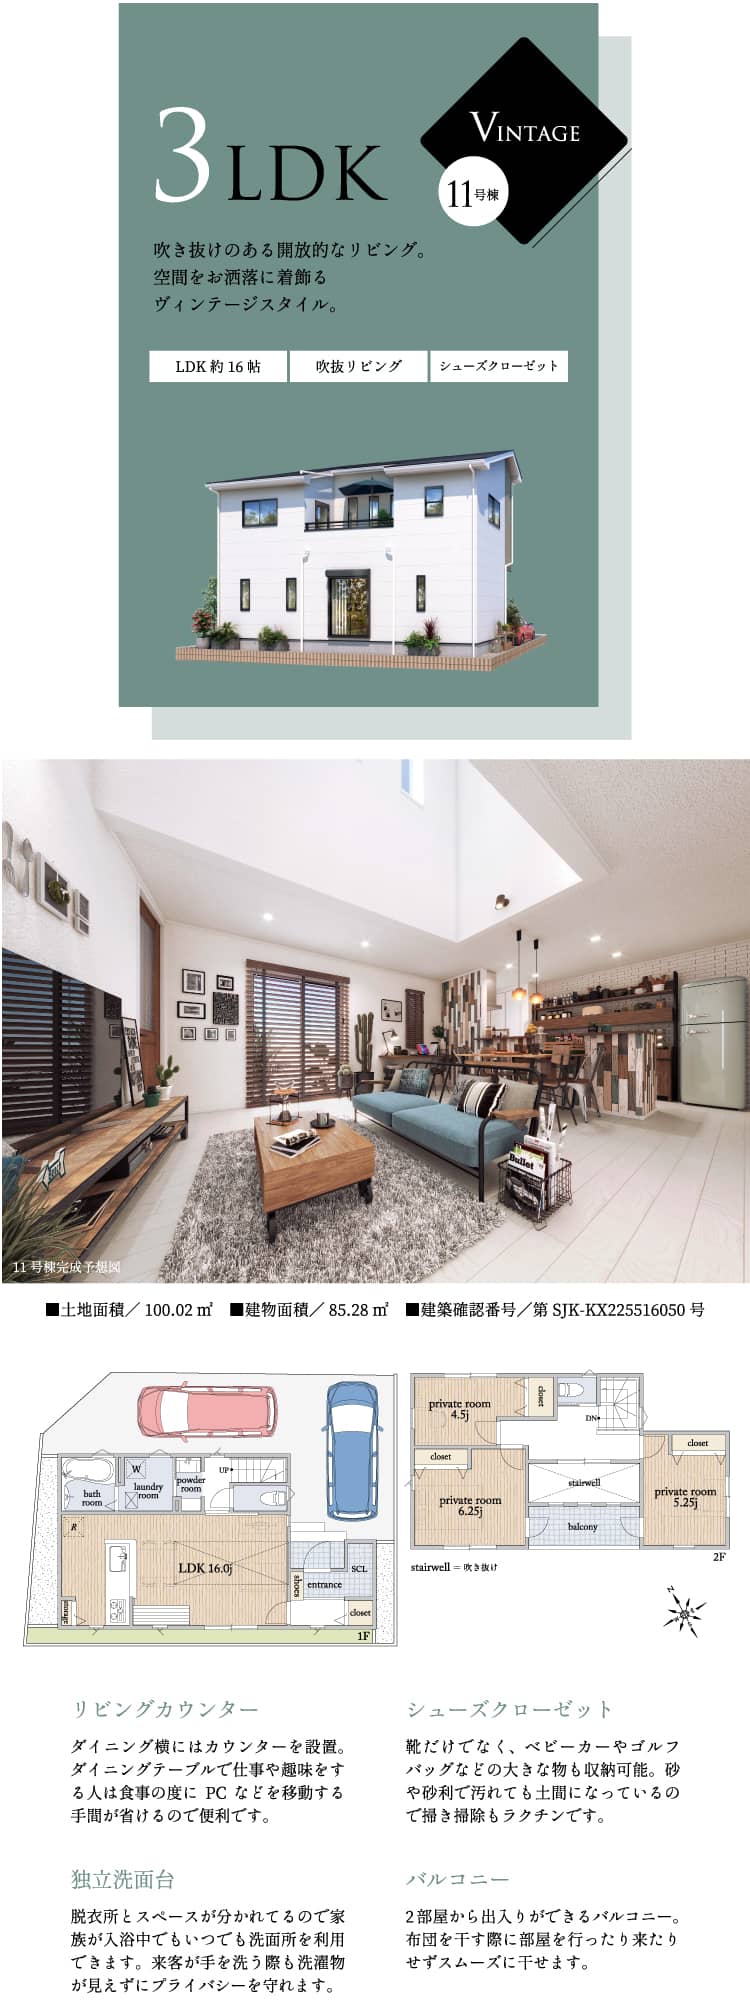 3LDK
VINTAGE
11号棟
吹き抜けのある開放的なリビング。
空間をお洒落に着飾る
ヴィンテージスタイル。
LDK 約 16 帖
吹抜リビング
シューズクローゼット
Bullet
11 号棟完成予想図
■土地面積／ 100.02 ㎡ ■建物面積／ 85.28 ㎡ ■建築確認番号／第 SJK-KX225516050 号
bath room
W
laundry room
powder room
UP
R
LDK 16.0j
shoes
entrance
SCL
closet
1F
private room
4.5j
closet
DN
closet
private room
6.25j
stairwell
balcony
closet
private room
5.25j
2F
stairwell = 吹き抜け
N
リビングカウンター
ダイニング横にはカウンターを設置。
ダイニングテーブルで仕事や趣味をす
る人は食事の度に PC などを移動する
手間が省けるので便利です。
シューズクローゼット
靴だけでなく、ベビーカーやゴルフ
バッグなどの大きな物も収納可能。砂
や砂利で汚れても土間になっているの
で掃き掃除もラクチンです。
独立洗面台
脱衣所とスペースが分かれてるので家
族が入浴中でもいつでも洗面所を利用
できます。来客が手を洗う際も洗濯物
が見えずにプライバシーを守れます。
バルコニー
2部屋から出入りができるバルコニー。
布団を干す際に部屋を行ったり来たり
せずスムーズに干せます。